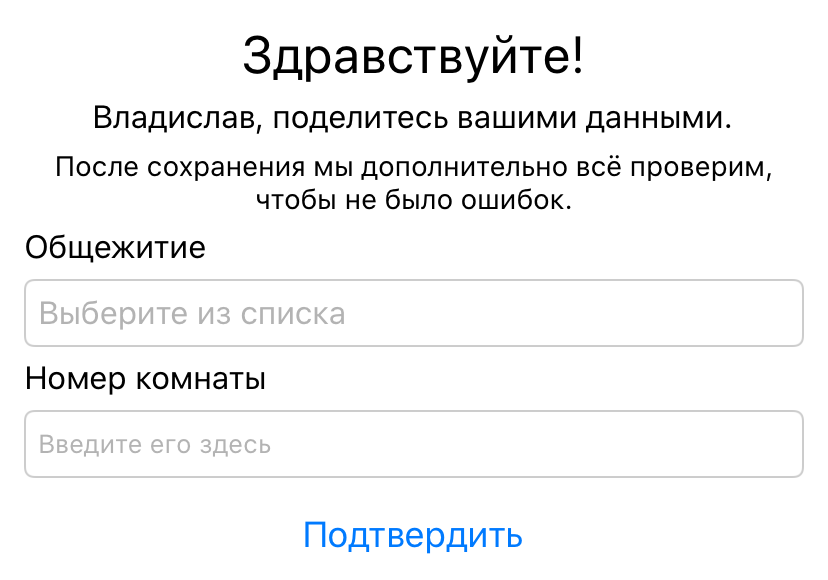 Здравствуйте!
Владислав, поделитесь вашими данными.
После сохранения мы дополнительно всё проверим,
чтобы не было ошибок.
Общежитие
Выберите из списка
Номер комнаты
Введите его здесь
Подтвердить